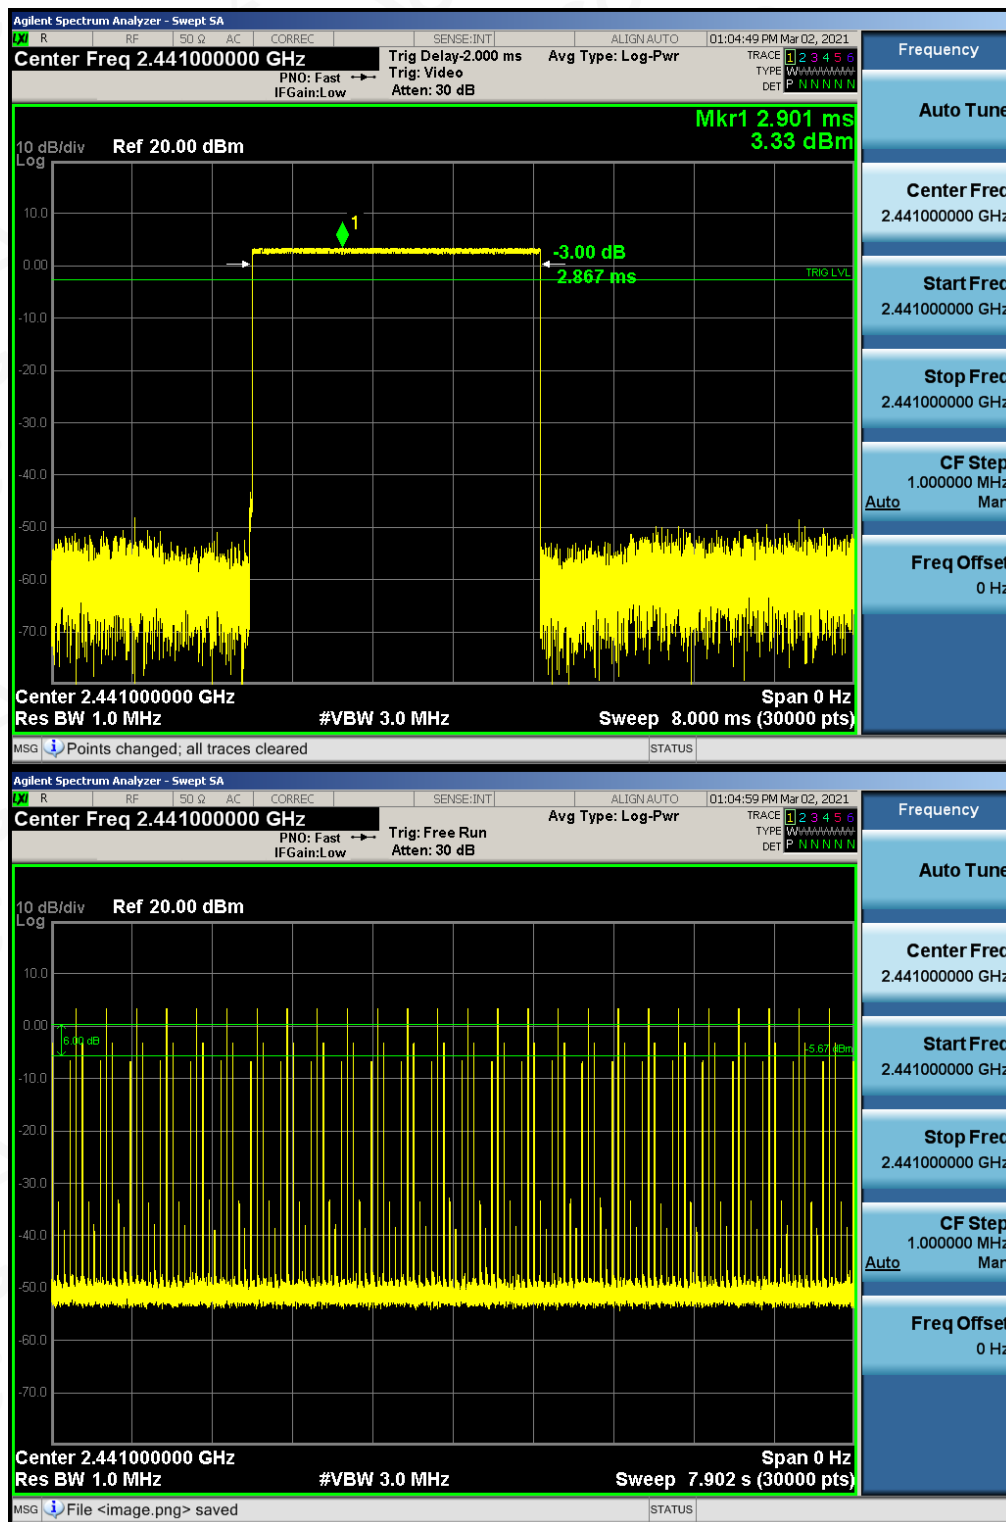 Agilent Spectrum Analyzer - Swept SA
LXI R RF 50 Ω AC CORREC SENSE:INT ALIGN AUTO 01:04:49 PM Mar 02, 2021
Center Freq 2.441000000 GHz
PNO: Fast
IFGain:Low
Trig Delay-2.000 ms
Trig: Video
Atten: 30 dB
Avg Type: Log-Pwr
TRACE 1 2 3 4 5 6
TYPE W
DET P N N N N N
Frequency
Auto Tune
Center Freq
2.441000000 GHz
Start Freq
2.441000000 GHz
Stop Freq
2.441000000 GHz
CF Step
1.000000 MHz
Auto Man
Freq Offset
0 Hz
Mkr1 2.901 ms
3.33 dBm
10 dB/div Ref 20.00 dBm
Log
10.0
1
-3.00 dB
0.00
2.867 ms
TRIG LVL
-10.0
-20.0
-30.0
-40.0
-50.0
-60.0
-70.0
Center 2.441000000 GHz Span 0 Hz
Res BW 1.0 MHz #VBW 3.0 MHz Sweep 8.000 ms (30000 pts)
MSG Points changed; all traces cleared STATUS
Agilent Spectrum Analyzer - Swept SA
LXI R RF 50 Ω AC CORREC SENSE:INT ALIGN AUTO 01:04:59 PM Mar 02, 2021
Center Freq 2.441000000 GHz
PNO: Fast
IFGain:Low
Trig: Free Run
Atten: 30 dB
Avg Type: Log-Pwr
TRACE 1 2 3 4 5 6
TYPE W
DET P N N N N N
Frequency
Auto Tune
Center Freq
2.441000000 GHz
Start Freq
2.441000000 GHz
Stop Freq
2.441000000 GHz
CF Step
1.000000 MHz
Auto Man
Freq Offset
0 Hz
10 dB/div Ref 20.00 dBm
Log
10.0
0.00
6.00 dB
-5.67 dBm
-10.0
-20.0
-30.0
-40.0
-50.0
-60.0
-70.0
Center 2.441000000 GHz Span 0 Hz
Res BW 1.0 MHz #VBW 3.0 MHz Sweep 7.902 s (30000 pts)
MSG File <image.png> saved STATUS